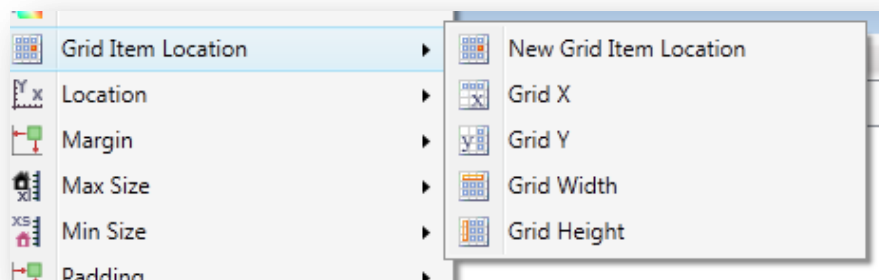 Grid Item Location
Location
Margin
Max Size
Min Size
Padding
New Grid Item Location
Grid X
Grid Y
Grid Width
Grid Height